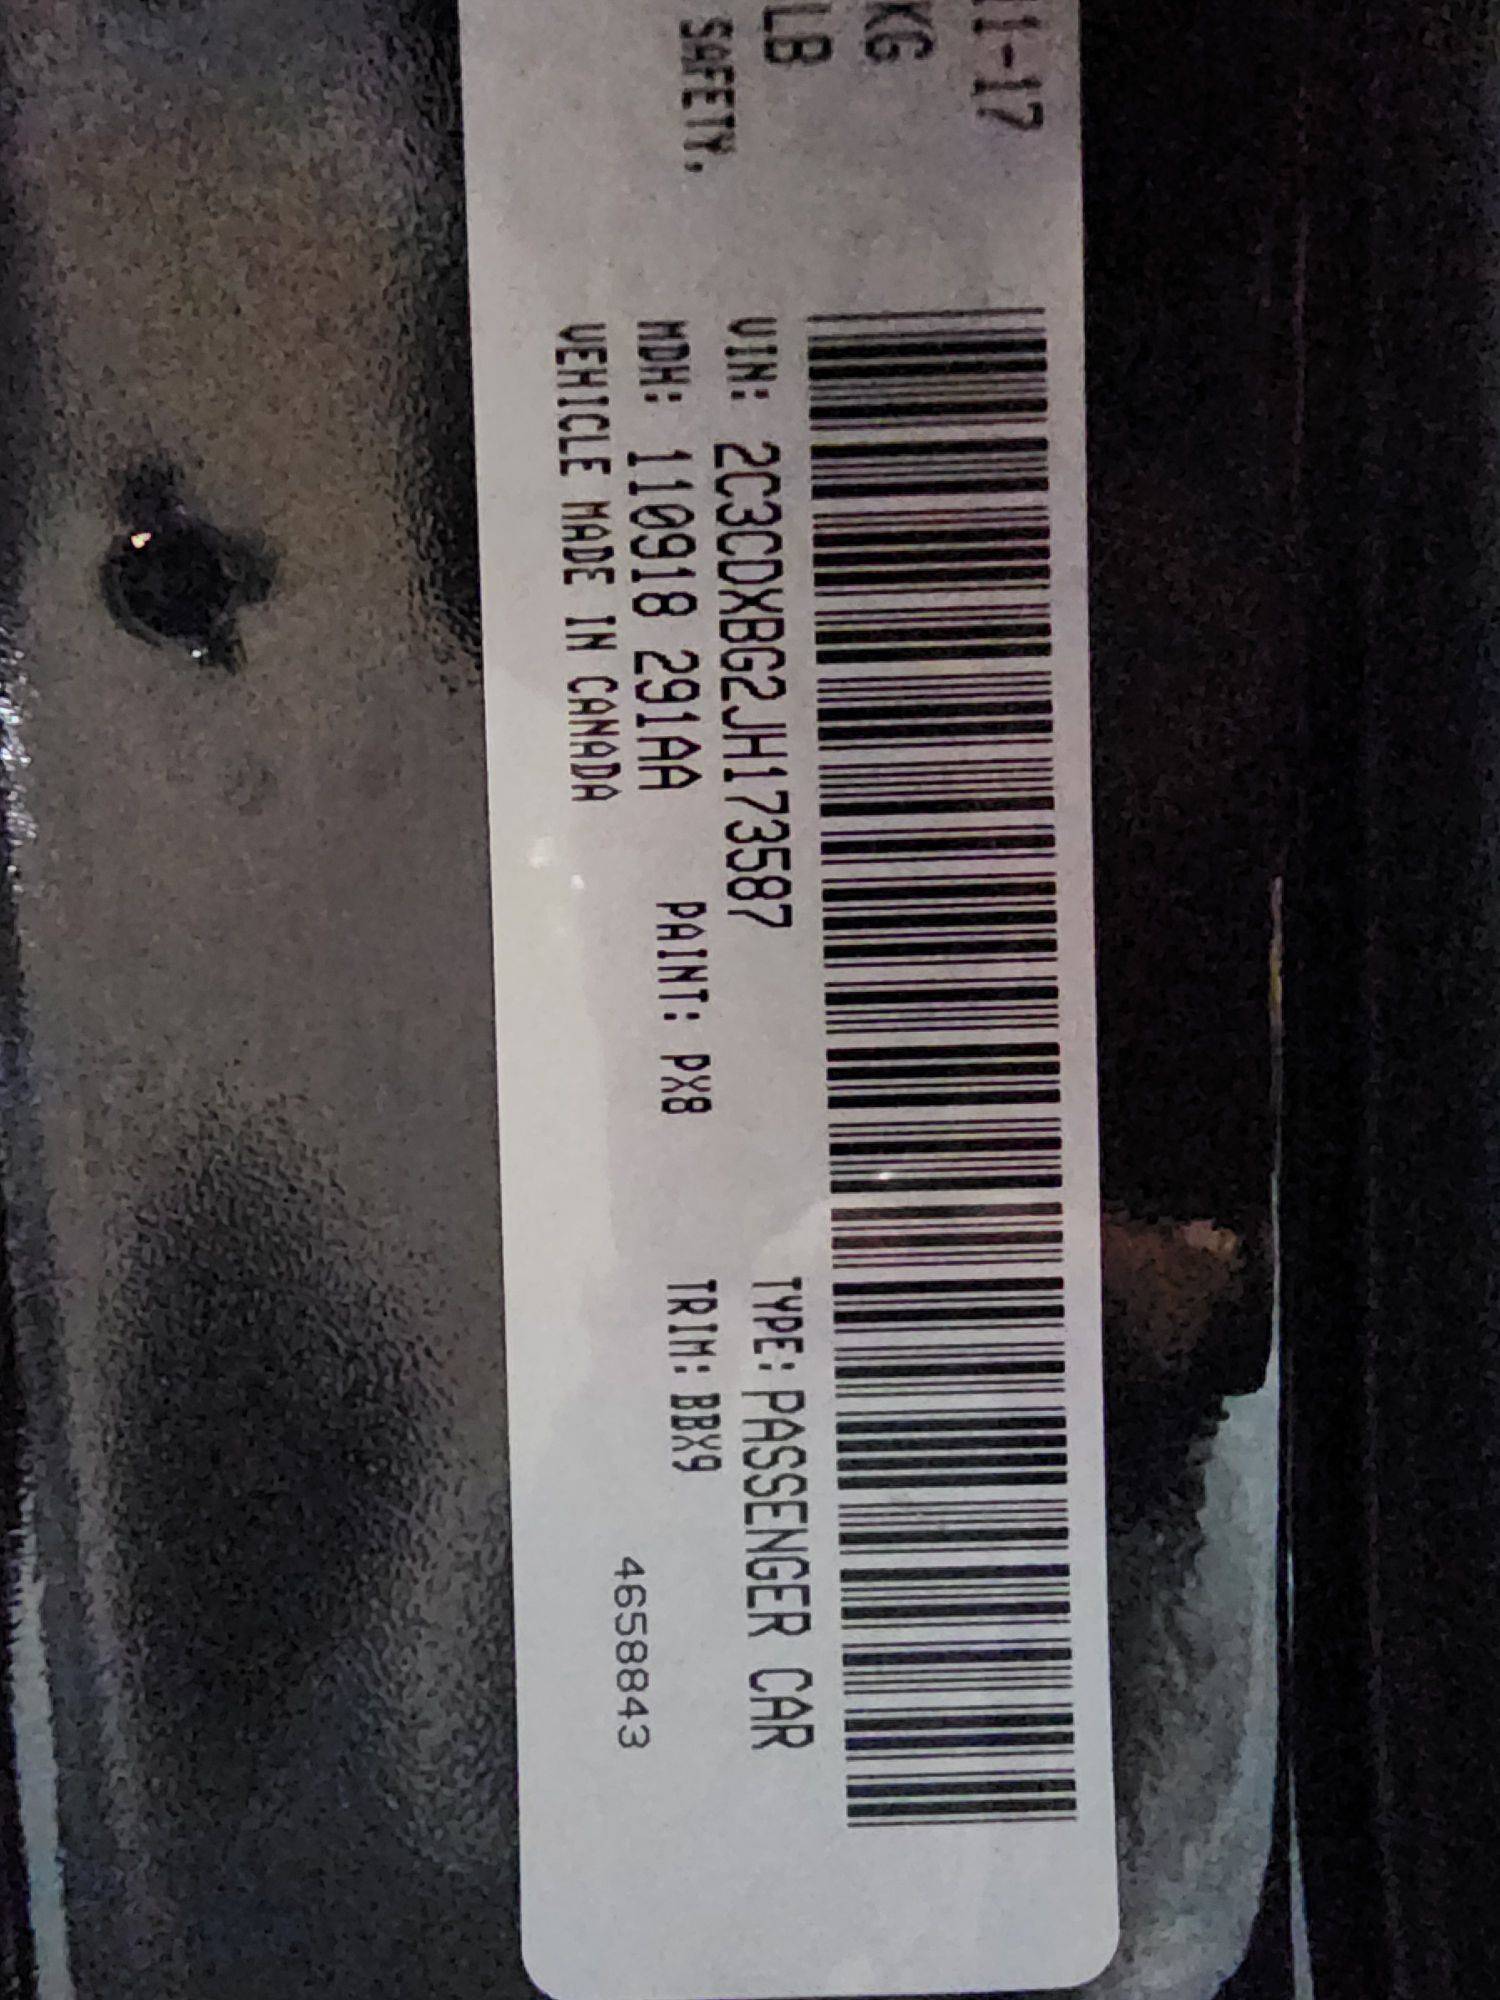 11-17
KG
LB
SAFETY,
VIN: 2C3CDXBG2JH173587
TYPE: PASSENGER CAR
MDH: 110918 291AA
PAINT: PX8
TRIM: BBX9
VEHICLE MADE IN CANADA
4658843